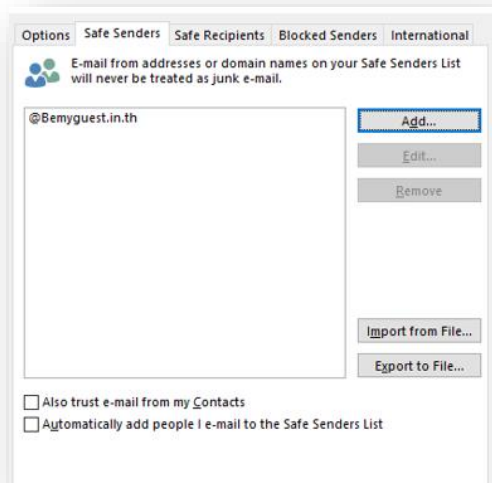 Options Safe Senders Safe Recipients Blocked Senders International
E-mail from addresses or domain names on your Safe Senders List
will never be treated as junk e-mail.
@Bemyguest.in.th
Add...
Edit...
Remove
Import from File...
Export to File...
Also trust e-mail from my Contacts
Automatically add people I e-mail to the Safe Senders List